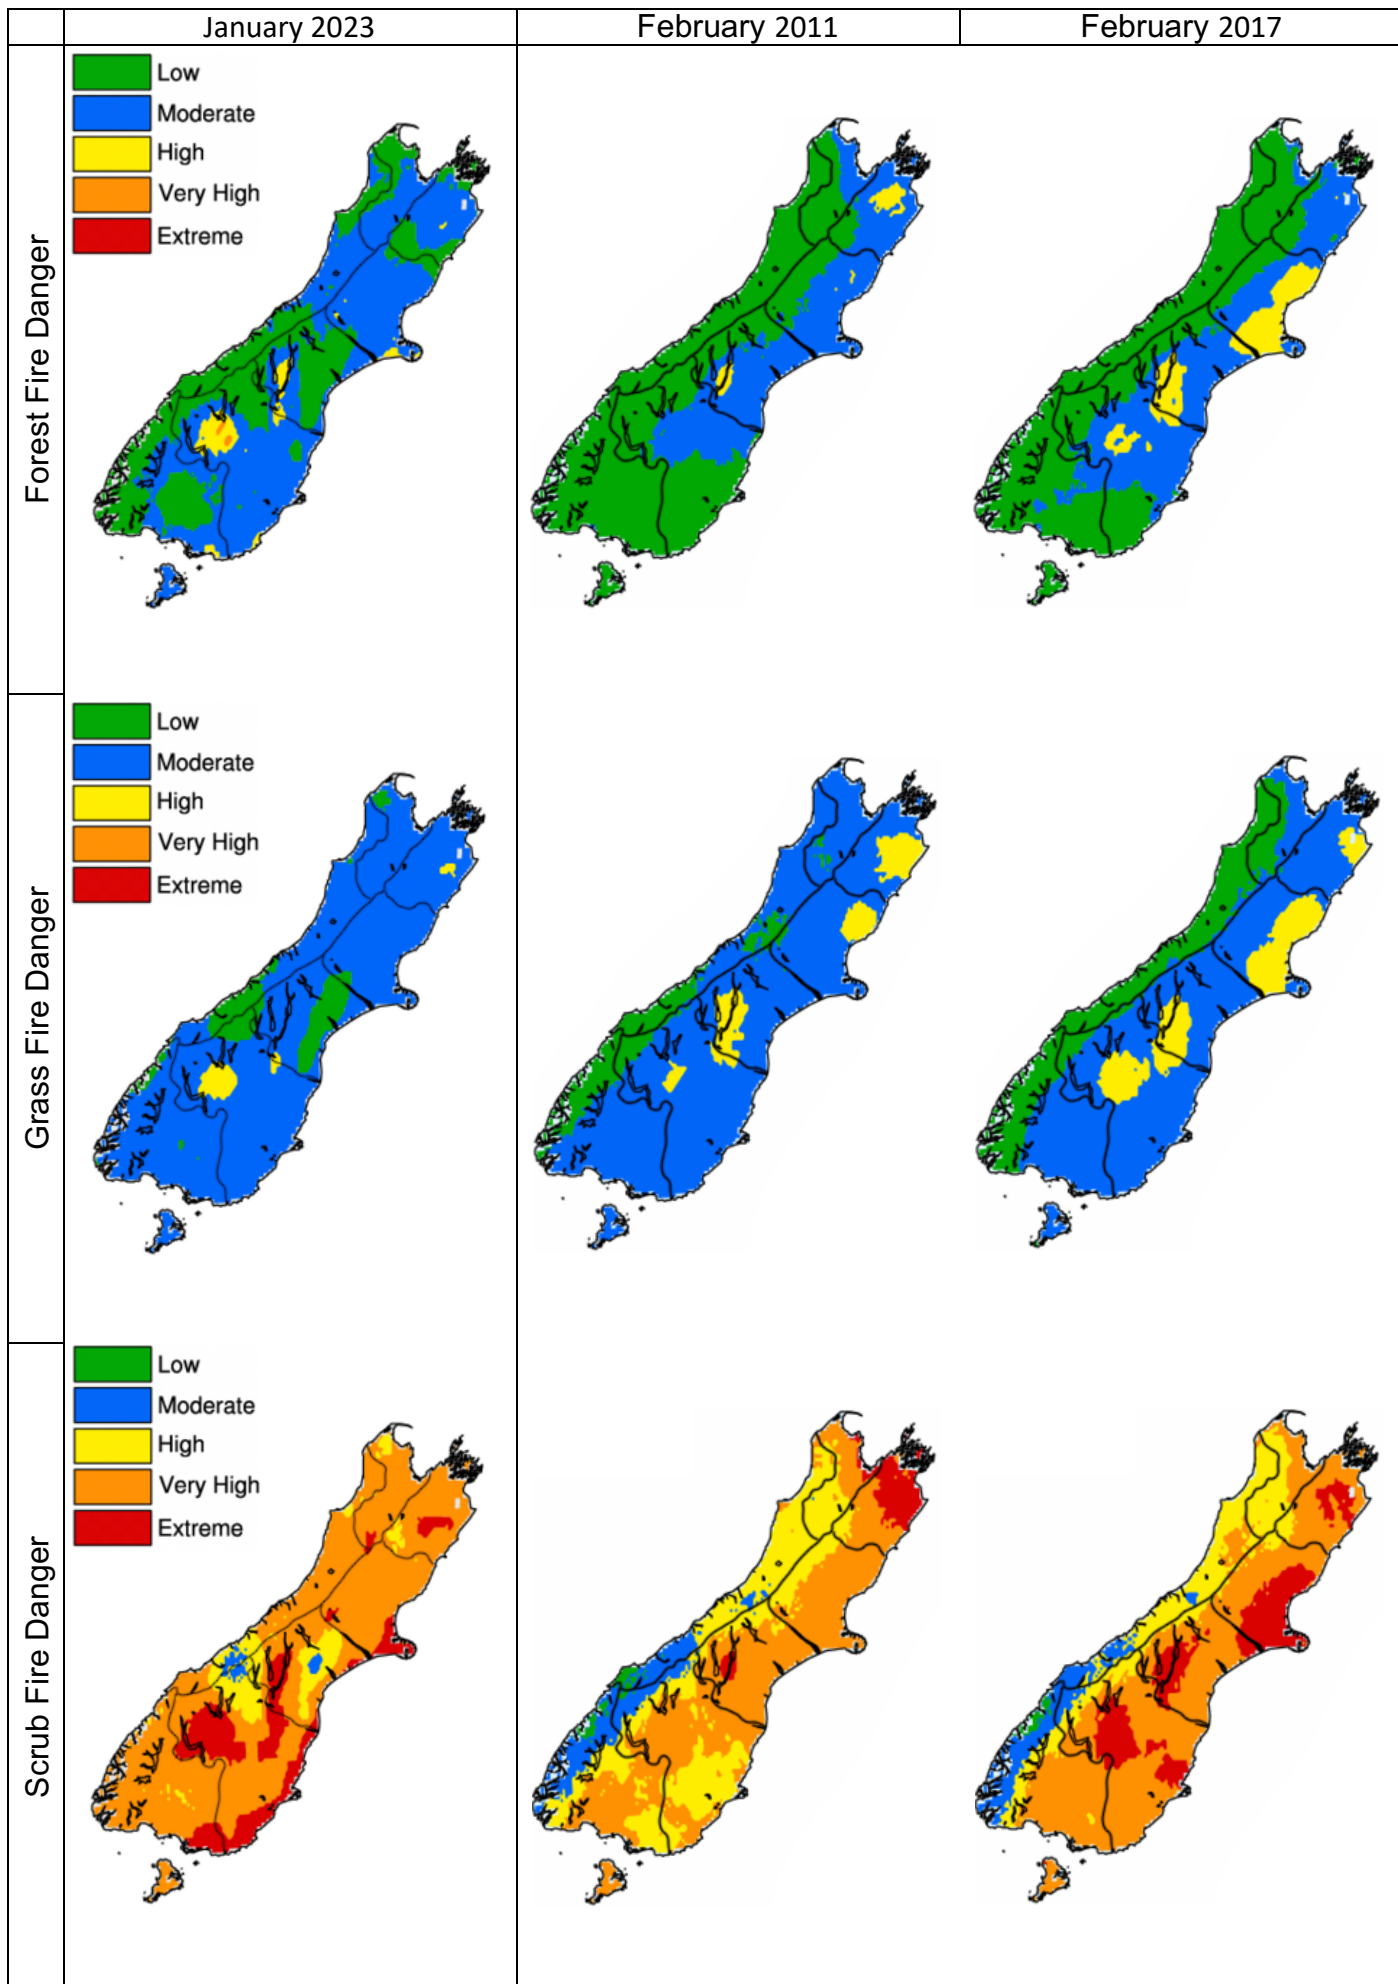 January 2023
February 2011
February 2017
Forest Fire Danger
Low
Moderate
High
Very High
Extreme
Grass Fire Danger
Low
Moderate
High
Very High
Extreme
Scrub Fire Danger
Low
Moderate
High
Very High
Extreme